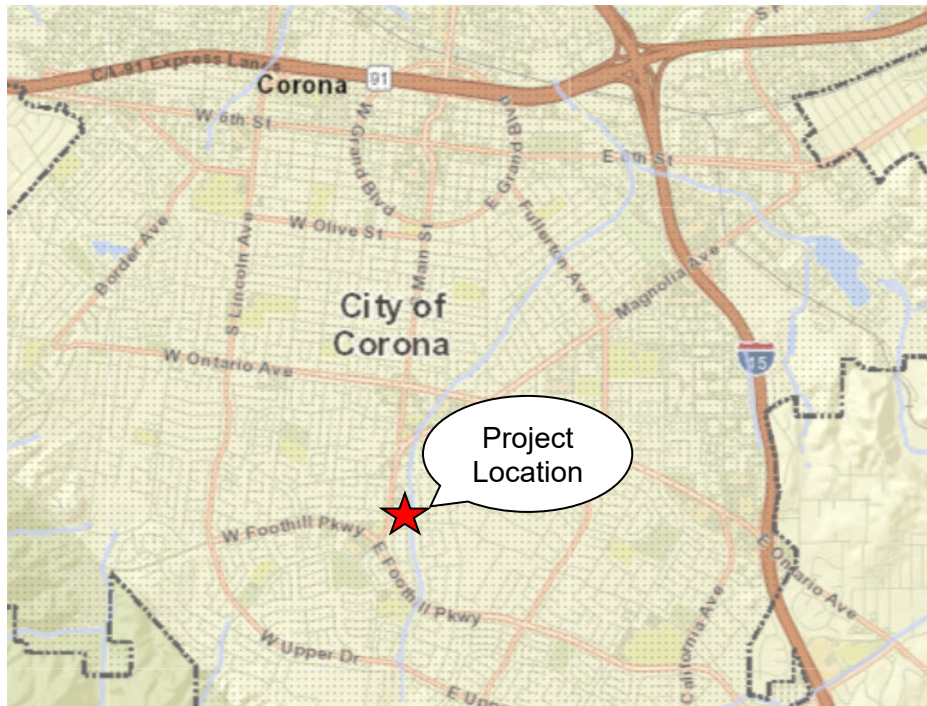 CA-91 Express Lanes
91
Corona
W 6th St
W Grand Blvd
E Grand Blvd
E 6th St
Border Ave
S Lincoln Ave
W Olive St
S Main St
Fullerton Ave
Magnolia Ave
City of
Corona
W Ontario Ave
15
Project
Location
W Foothill Pkwy
E Foothill Pkwy
E Ontario Ave
California Ave
W Upper Dr